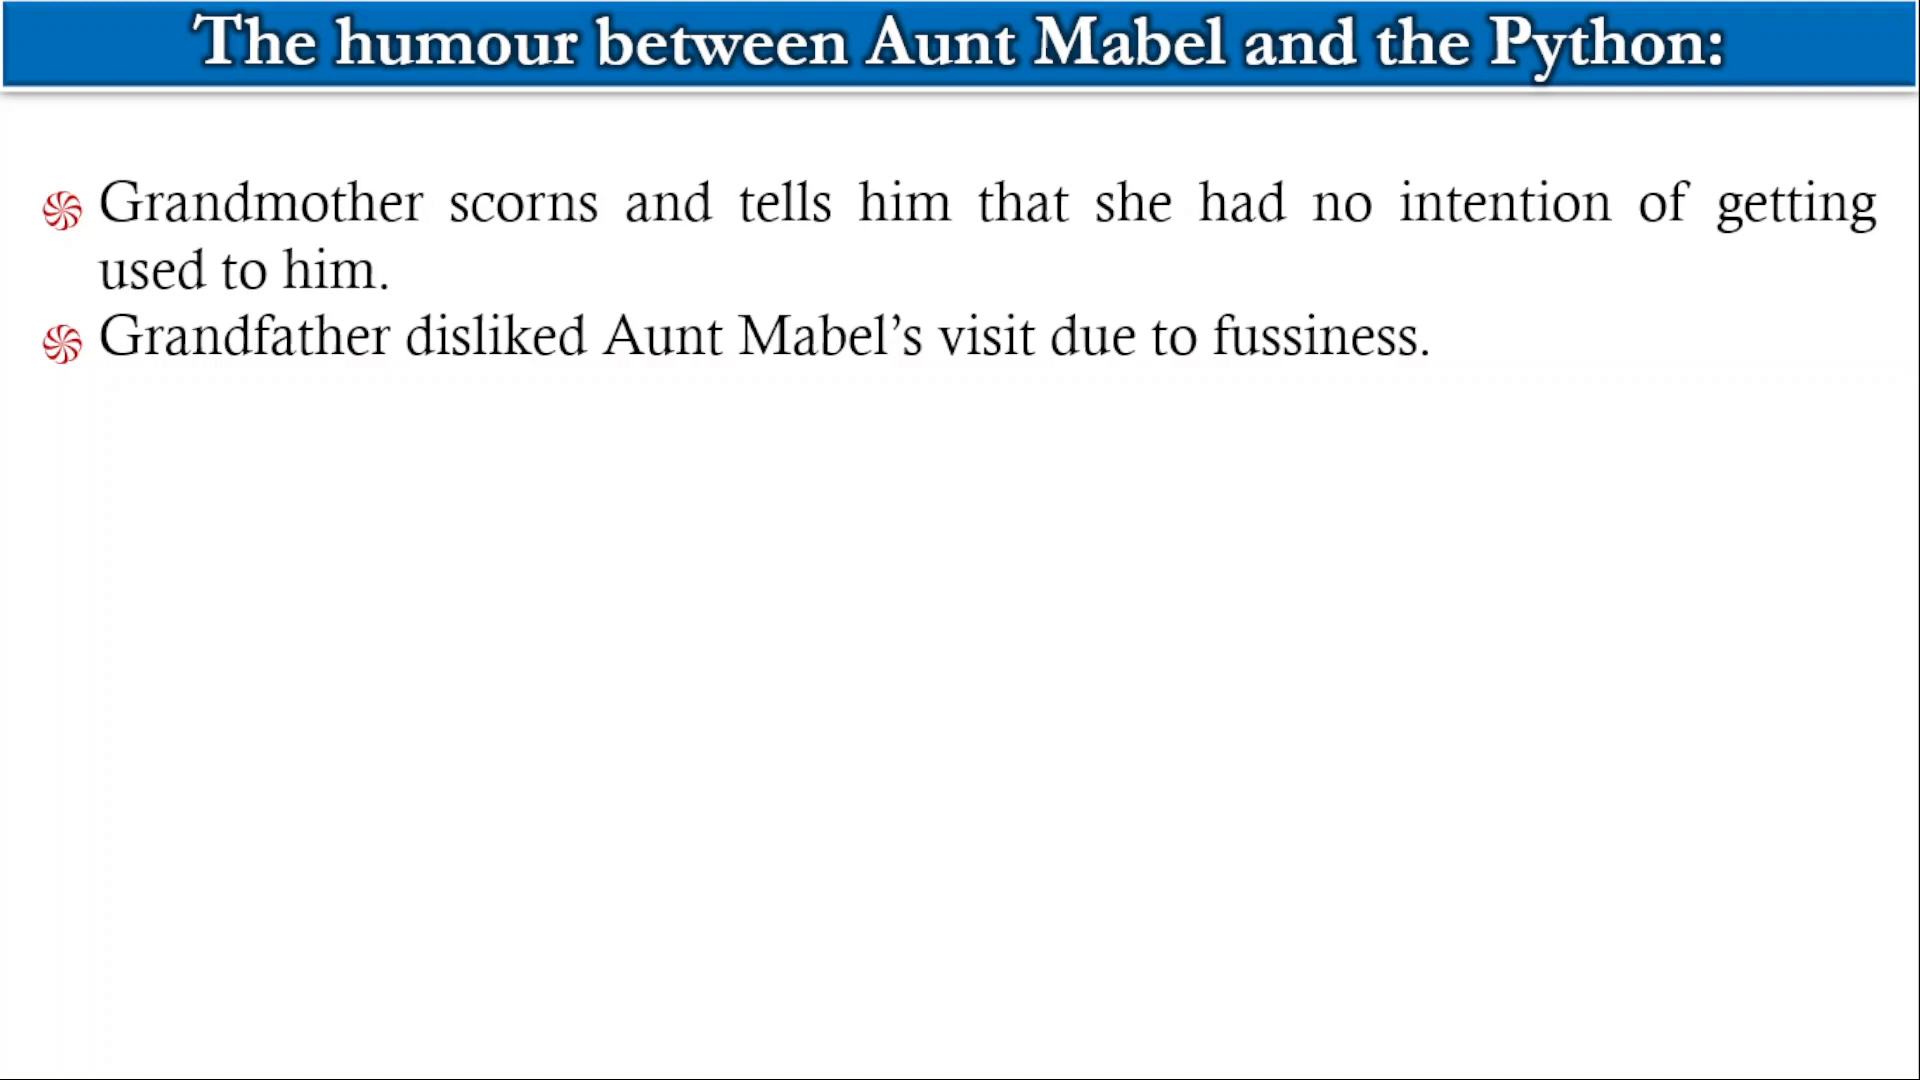 The humour between Aunt Mabel and the Python:
Grandmother scorns and tells him that she had no intention of getting
used to him.
Grandfather disliked Aunt Mabel’s visit due to fussiness.